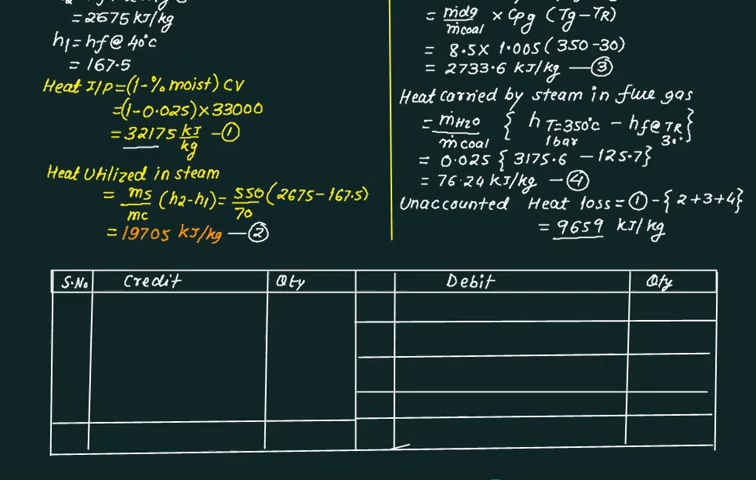 = 2675 kJ/kg
h1 = hf@ 40°C
= 167.5
Heat I/P = (1-% moist) CV
= (1-0.025) × 33000
= 32175 kJ/kg —①
Heat Utilized in steam
= ms/mc (h2-h1) = 550/70 (2675-167.5)
= 19705 kJ/kg —②
= ṁdg/ṁcoal × Cpg (Tg-TR)
= 8.5 × 1.005 (350-30)
= 2733.6 kJ/kg —③
Heat carried by steam in flue gas
= ṁH2O/ṁcoal { h T=350°C 1bar - hf@TR 30° }
= 0.025 { 3175.6 - 125.7 }
= 76.24 kJ/kg —④
Unaccounted Heat loss = ① - {2+3+4}
= 9659 kJ/kg
S.No Credit Qty Debit Qty